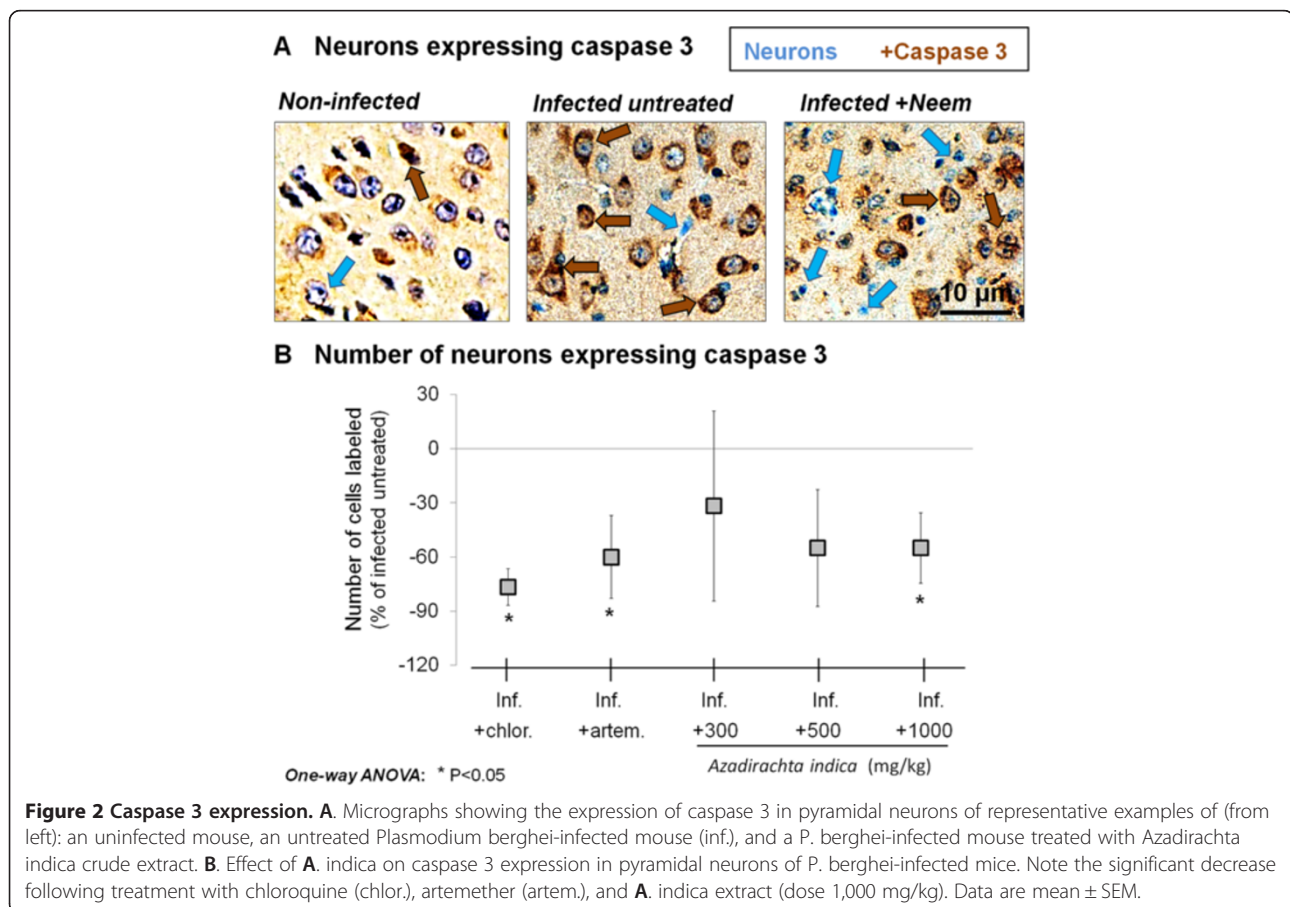 A Neurons expressing caspase 3
Neurons +Caspase 3
Non-infected
Infected untreated
Infected +Neem
10 µm
B Number of neurons expressing caspase 3
Number of cells labeled
(% of infected untreated)
30
0
-30
-60
-90
-120
* * *
Inf. Inf. Inf. Inf. Inf.
+chlor. +artem. +300 +500 +1000
Azadirachta indica (mg/kg)
One-way ANOVA: * P<0.05
Figure 2 Caspase 3 expression. A. Micrographs showing the expression of caspase 3 in pyramidal neurons of representative examples of (from
left): an uninfected mouse, an untreated Plasmodium berghei-infected mouse (inf.), and a P. berghei-infected mouse treated with Azadirachta
indica crude extract. B. Effect of A. indica on caspase 3 expression in pyramidal neurons of P. berghei-infected mice. Note the significant decrease
following treatment with chloroquine (chlor.), artemether (artem.), and A. indica extract (dose 1,000 mg/kg). Data are mean ± SEM.